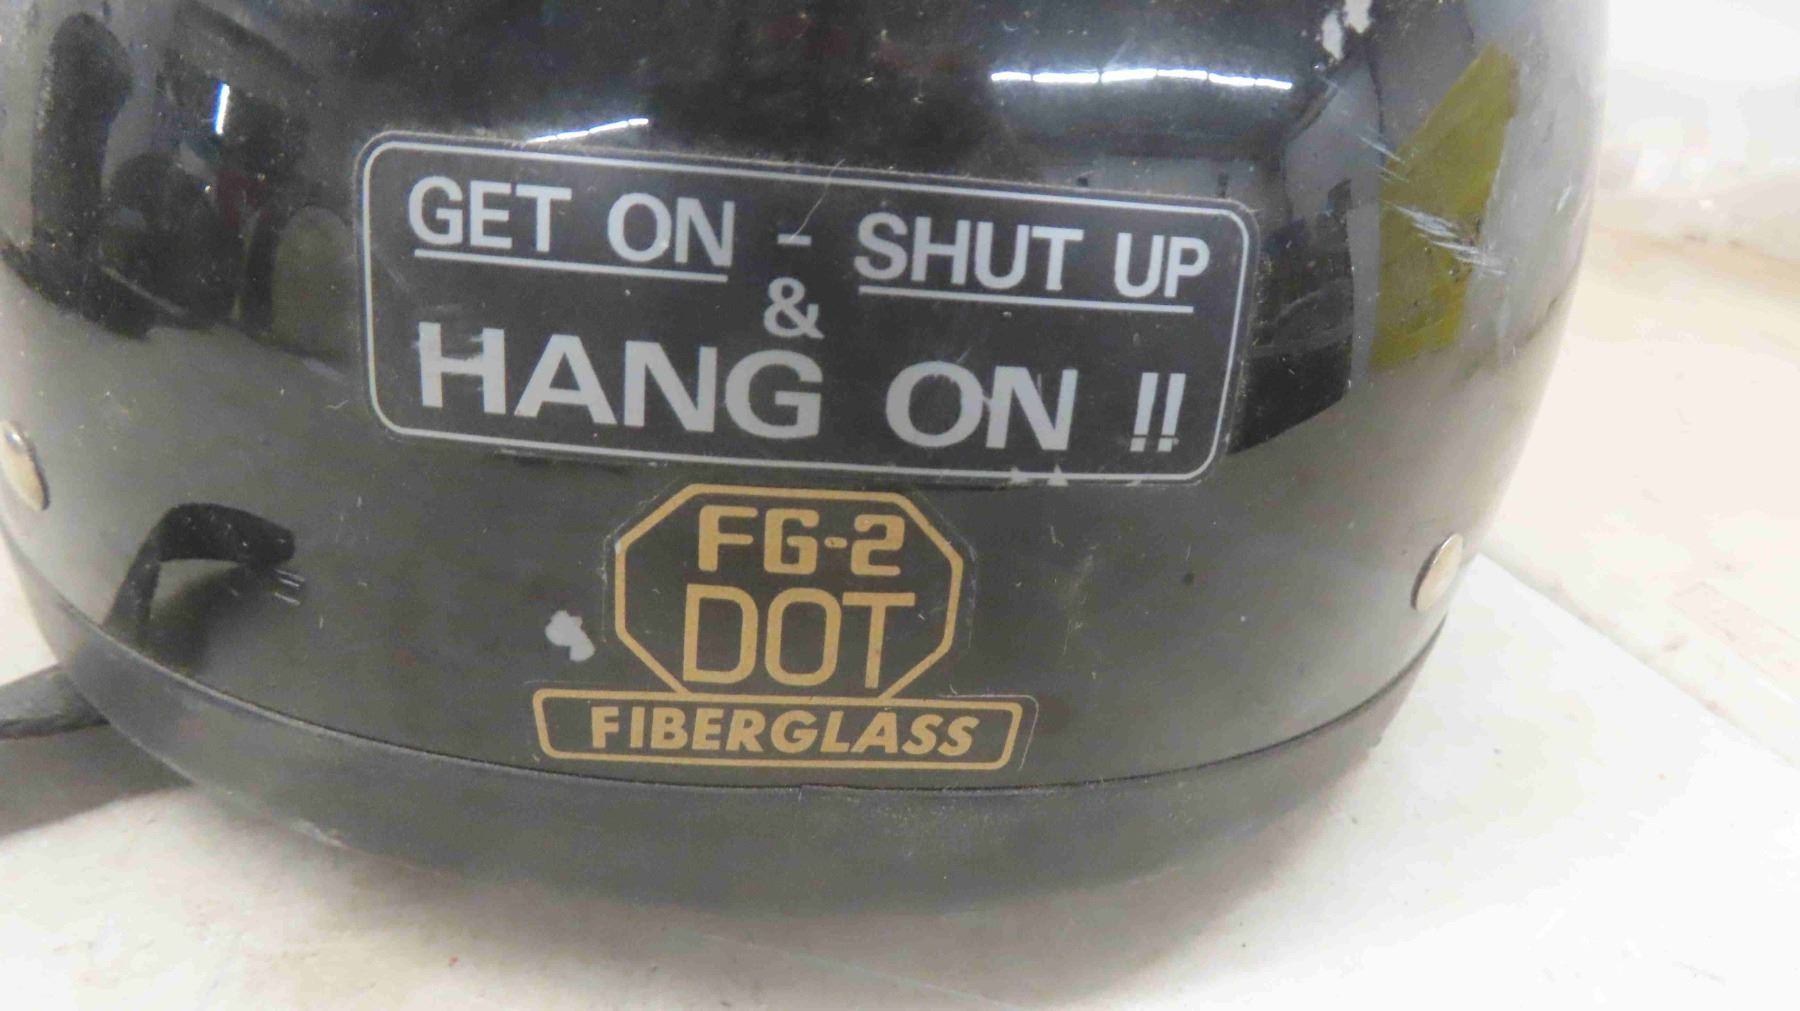 GET ON - SHUT UP
&
HANG ON !!
FG-2
DOT
FIBERGLASS